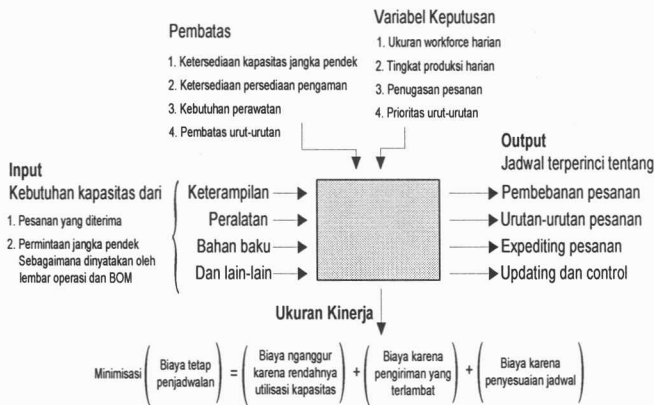 Pembatas
1. Ketersediaan kapasitas jangka pendek
2. Ketersediaan persediaan pengaman
3. Kebutuhan perawatan
4. Pembatas urut-urutan
Variabel Keputusan
1. Ukuran workforce harian
2. Tingkat produksi harian
3. Penugasan pesanan
4. Prioritas urut-urutan
Input
Kebutuhan kapasitas dari
1. Pesanan yang diterima
2. Permintaan jangka pendek
Sebagaimana dinyatakan oleh
lembar operasi dan BOM
Keterampilan
Peralatan
Bahan baku
Dan lain-lain
Output
Jadwal terperinci tentang
Pembebanan pesanan
Urutan-urutan pesanan
Expediting pesanan
Updating dan control
Ukuran Kinerja
Minimisasi
( Biaya tetap
penjadwalan )
=
( Biaya nganggur
karena rendahnya
utilisasi kapasitas )
+
( Biaya karena
pengiriman yang
terlambat )
+
( Biaya karena
penyesuaian jadwal )